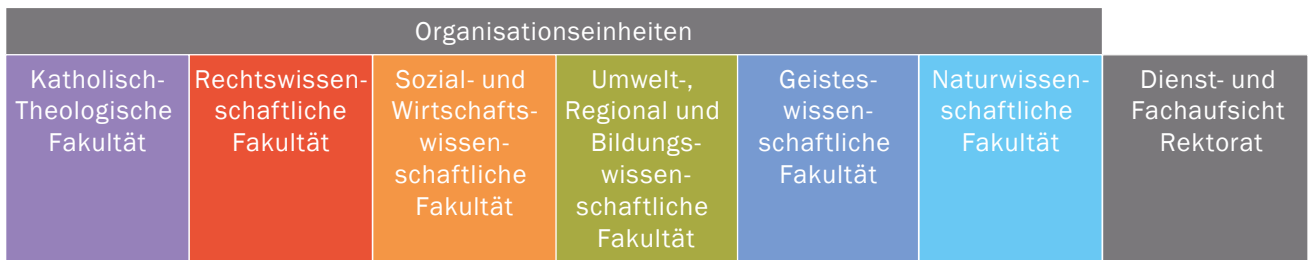 Organisationseinheiten
Katholisch-
Theologische
Fakultät
Rechtswissen-
schaftliche
Fakultät
Sozial- und
Wirtschafts-
wissen-
schaftliche
Fakultät
Umwelt-,
Regional und
Bildungs-
wissen-
schaftliche
Fakultät
Geistes-
wissen-
schaftliche
Fakultät
Naturwissen-
schaftliche
Fakultät
Dienst- und
Fachaufsicht
Rektorat